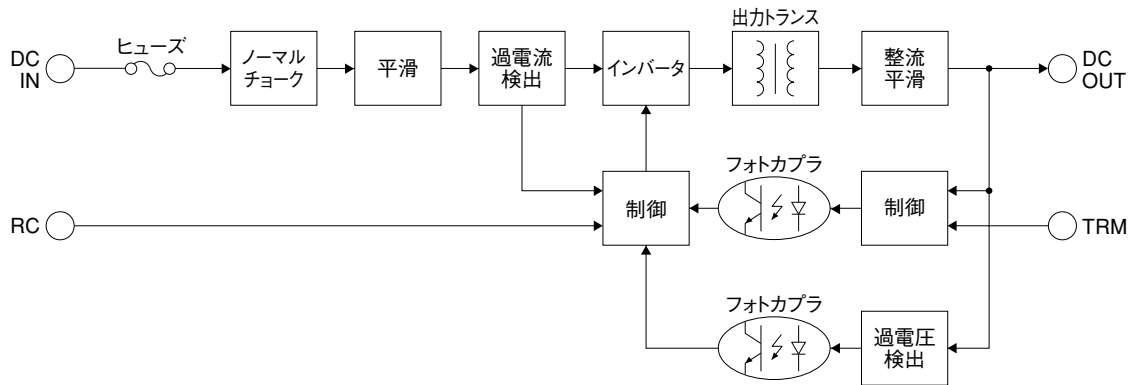 DC
IN
ヒューズ
ノーマル
チョーク
平滑
過電流
検出
インバータ
出力トランス
整流
平滑
DC
OUT
フォトカプラ
制御
制御
RC
TRM
フォトカプラ
過電圧
検出